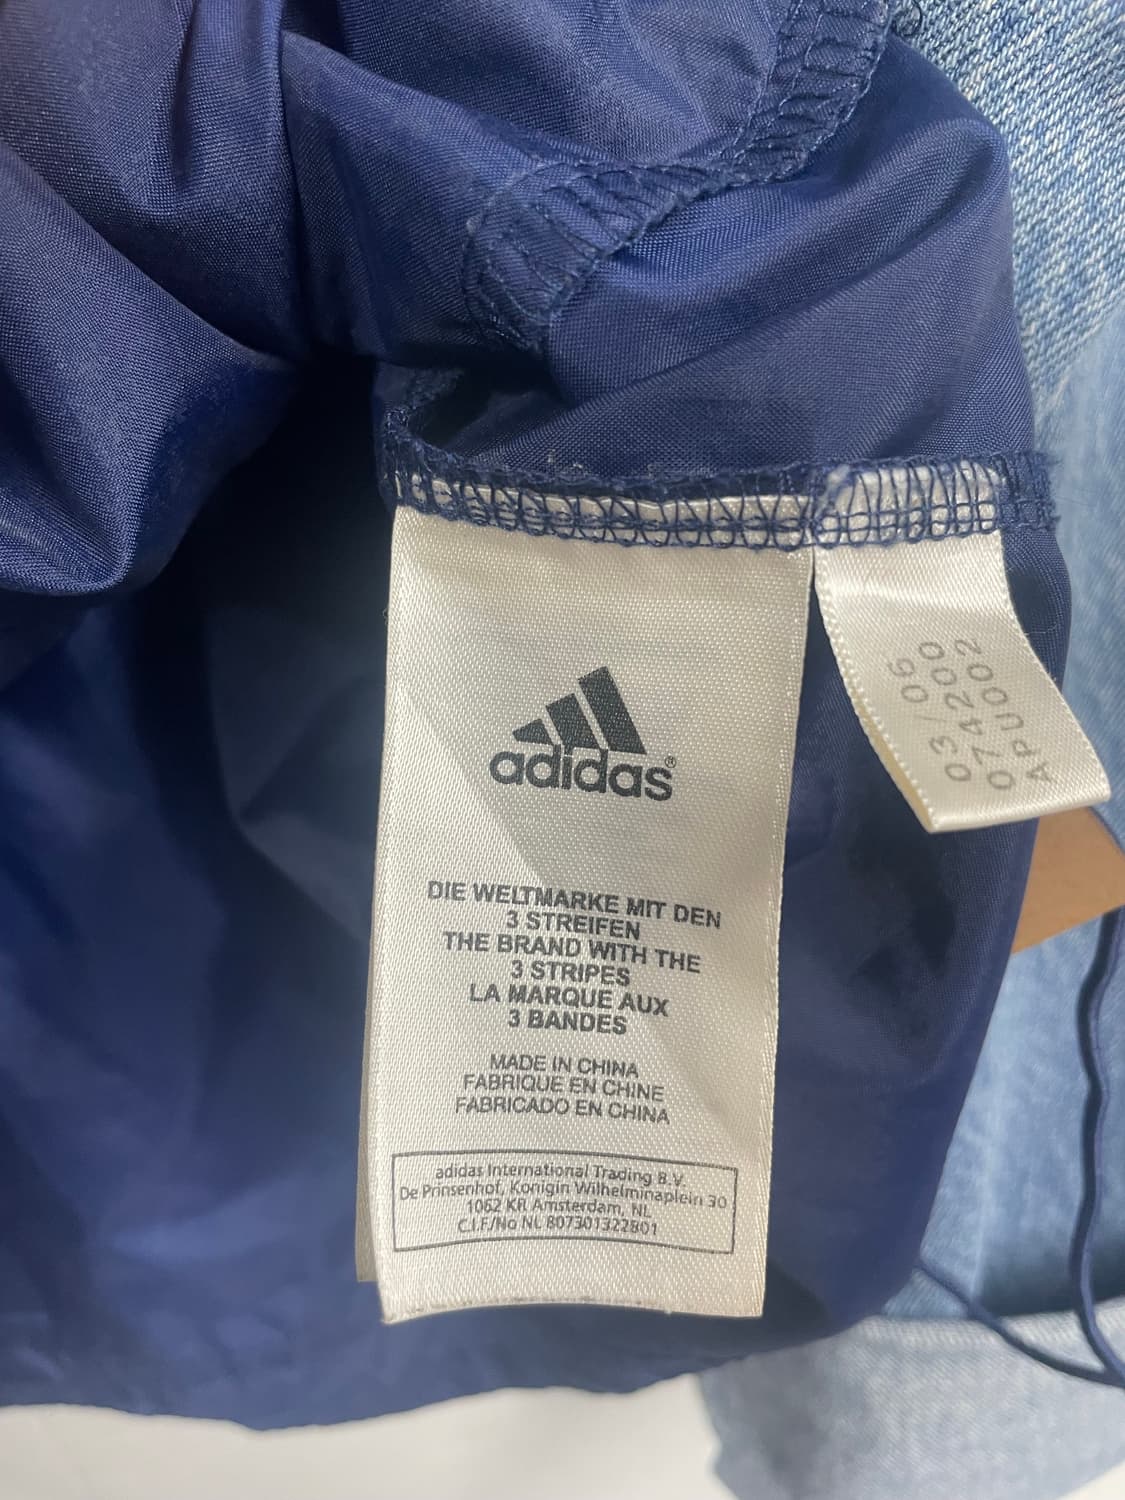 adidas®
DIE WELTMARKE MIT DEN
3 STREIFEN
THE BRAND WITH THE
3 STRIPES
LA MARQUE AUX
3 BANDES
MADE IN CHINA
FABRIQUE EN CHINE
FABRICADO EN CHINA
adidas International Trading B.V.
De Prinsenhof, Konigin Wilhelminaplein 30
1062 KR Amsterdam, NL
C.I.F/No NL 807301322801
03/06
074200
APU002